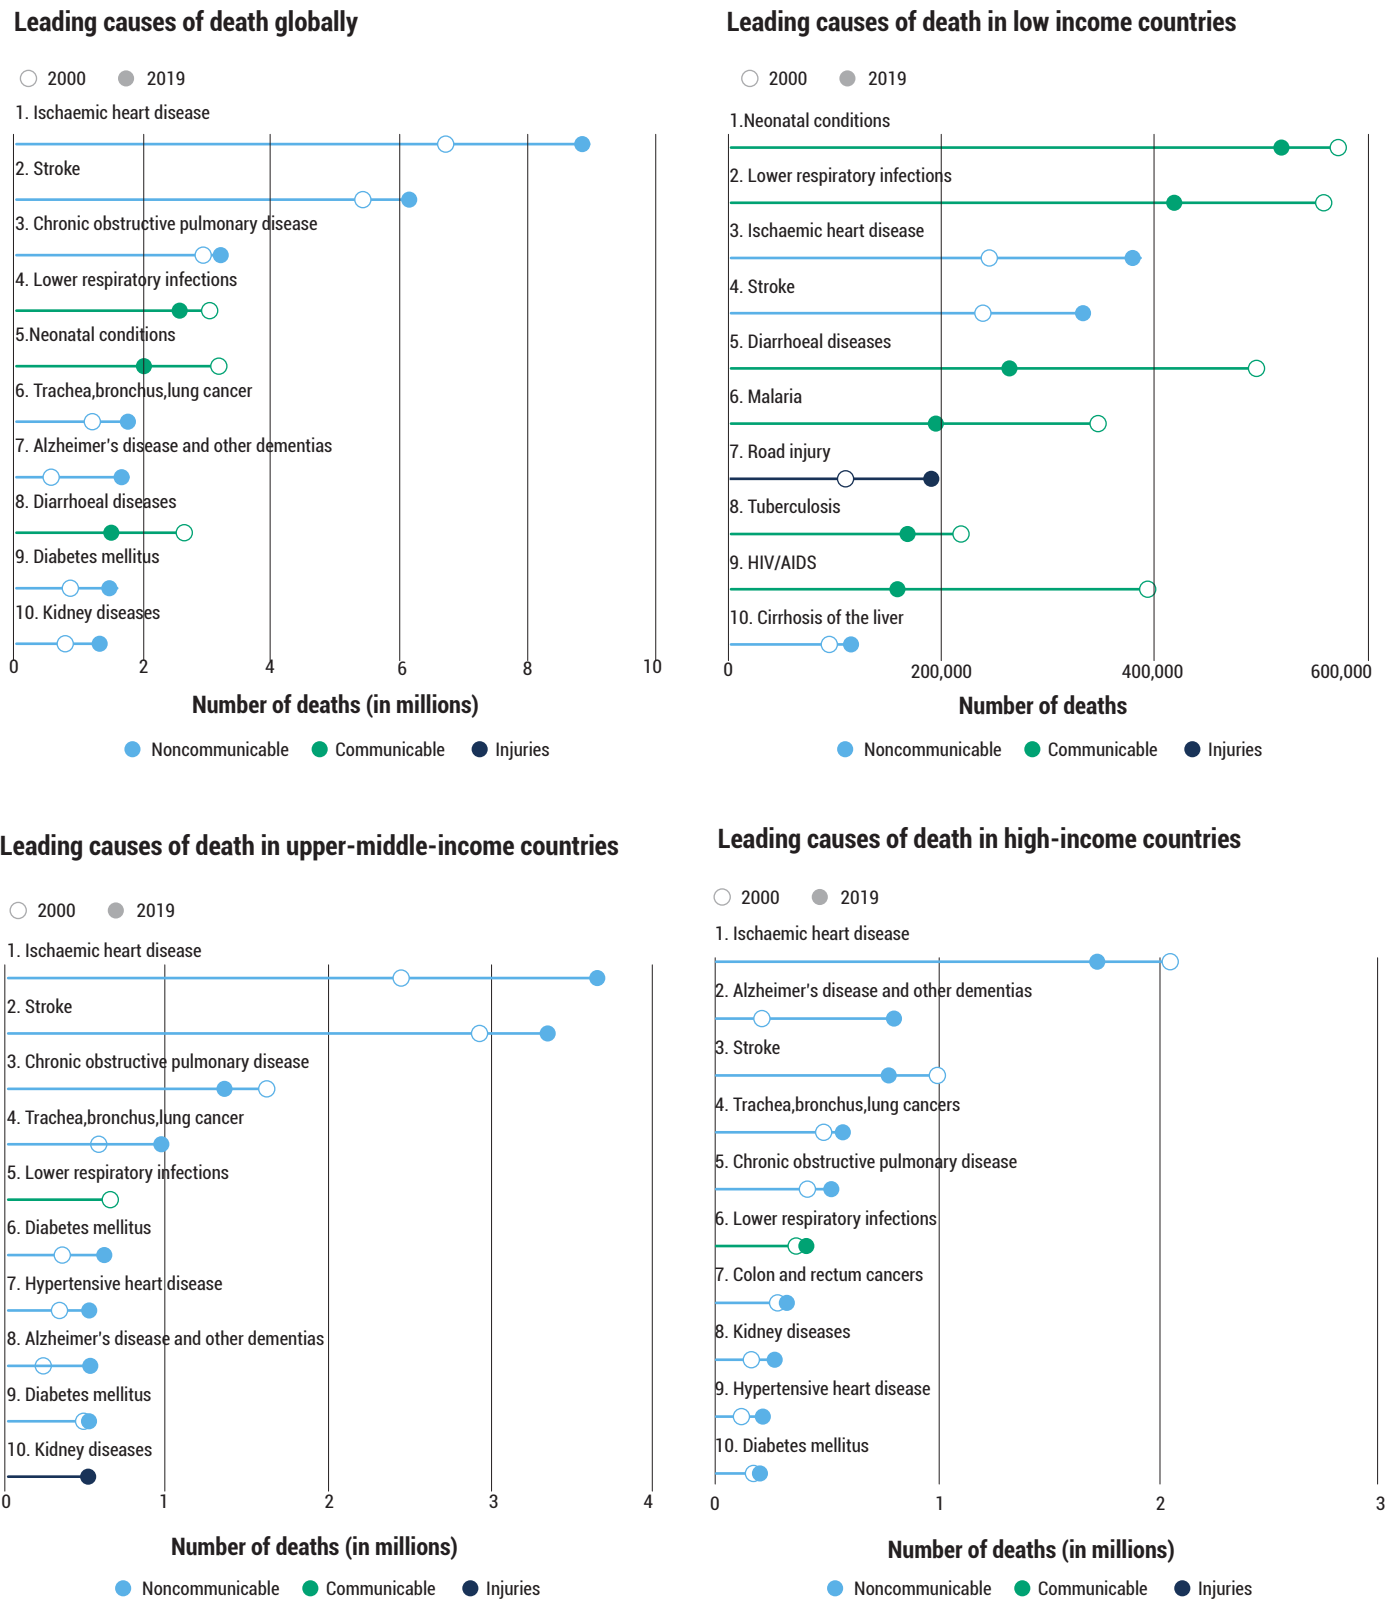 Leading causes of death globally
2000 2019
1. Ischaemic heart disease
2. Stroke
3. Chronic obstructive pulmonary disease
4. Lower respiratory infections
5.Neonatal conditions
6. Trachea,bronchus,lung cancer
7. Alzheimer's disease and other dementias
8. Diarrhoeal diseases
9. Diabetes mellitus
10. Kidney diseases
0 2 4 6 8 10
Number of deaths (in millions)
Noncommunicable Communicable Injuries
Leading causes of death in low income countries
2000 2019
1.Neonatal conditions
2. Lower respiratory infections
3. Ischaemic heart disease
4. Stroke
5. Diarrhoeal diseases
6. Malaria
7. Road injury
8. Tuberculosis
9. HIV/AIDS
10. Cirrhosis of the liver
0 200,000 400,000 600,000
Number of deaths
Noncommunicable Communicable Injuries
Leading causes of death in upper-middle-income countries
2000 2019
1. Ischaemic heart disease
2. Stroke
3. Chronic obstructive pulmonary disease
4. Trachea,bronchus,lung cancer
5. Lower respiratory infections
6. Diabetes mellitus
7. Hypertensive heart disease
8. Alzheimer's disease and other dementias
9. Diabetes mellitus
10. Kidney diseases
0 1 2 3 4
Number of deaths (in millions)
Noncommunicable Communicable Injuries
Leading causes of death in high-income countries
2000 2019
1. Ischaemic heart disease
2. Alzheimer's disease and other dementias
3. Stroke
4. Trachea,bronchus,lung cancers
5. Chronic obstructive pulmonary disease
6. Lower respiratory infections
7. Colon and rectum cancers
8. Kidney diseases
9. Hypertensive heart disease
10. Diabetes mellitus
0 1 2 3
Number of deaths (in millions)
Noncommunicable Communicable Injuries